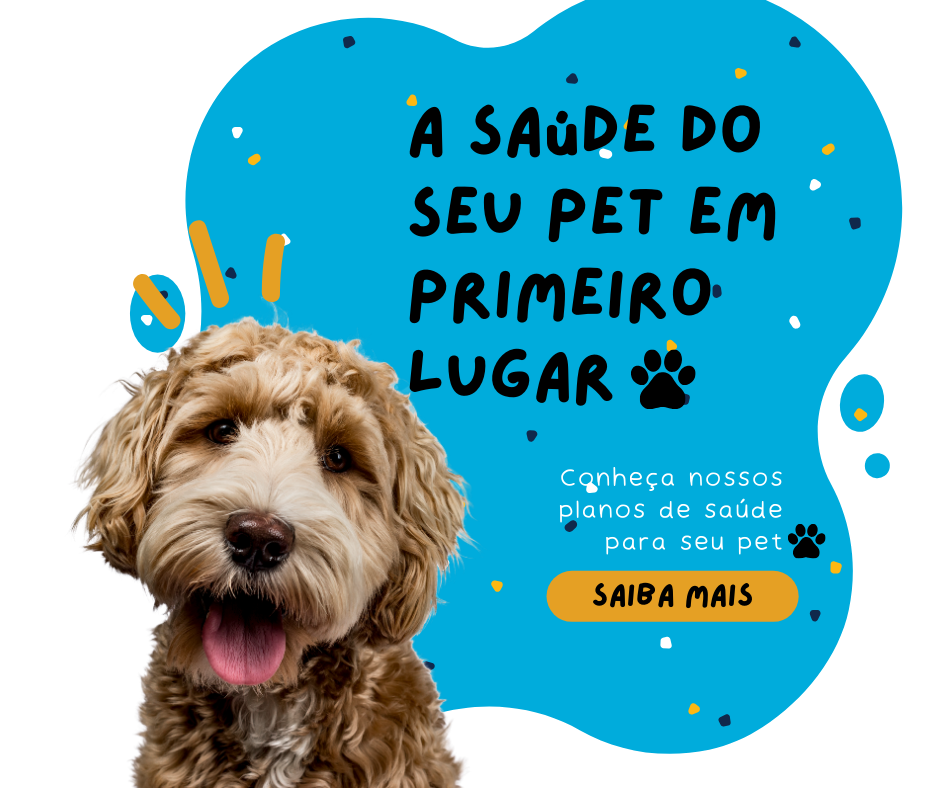 A SAúDE DO
SEU PET EM
PRIMEIRO
LUGAR
Conheça nossos
planos de saúde
para seu pet
SAIBA MAIS